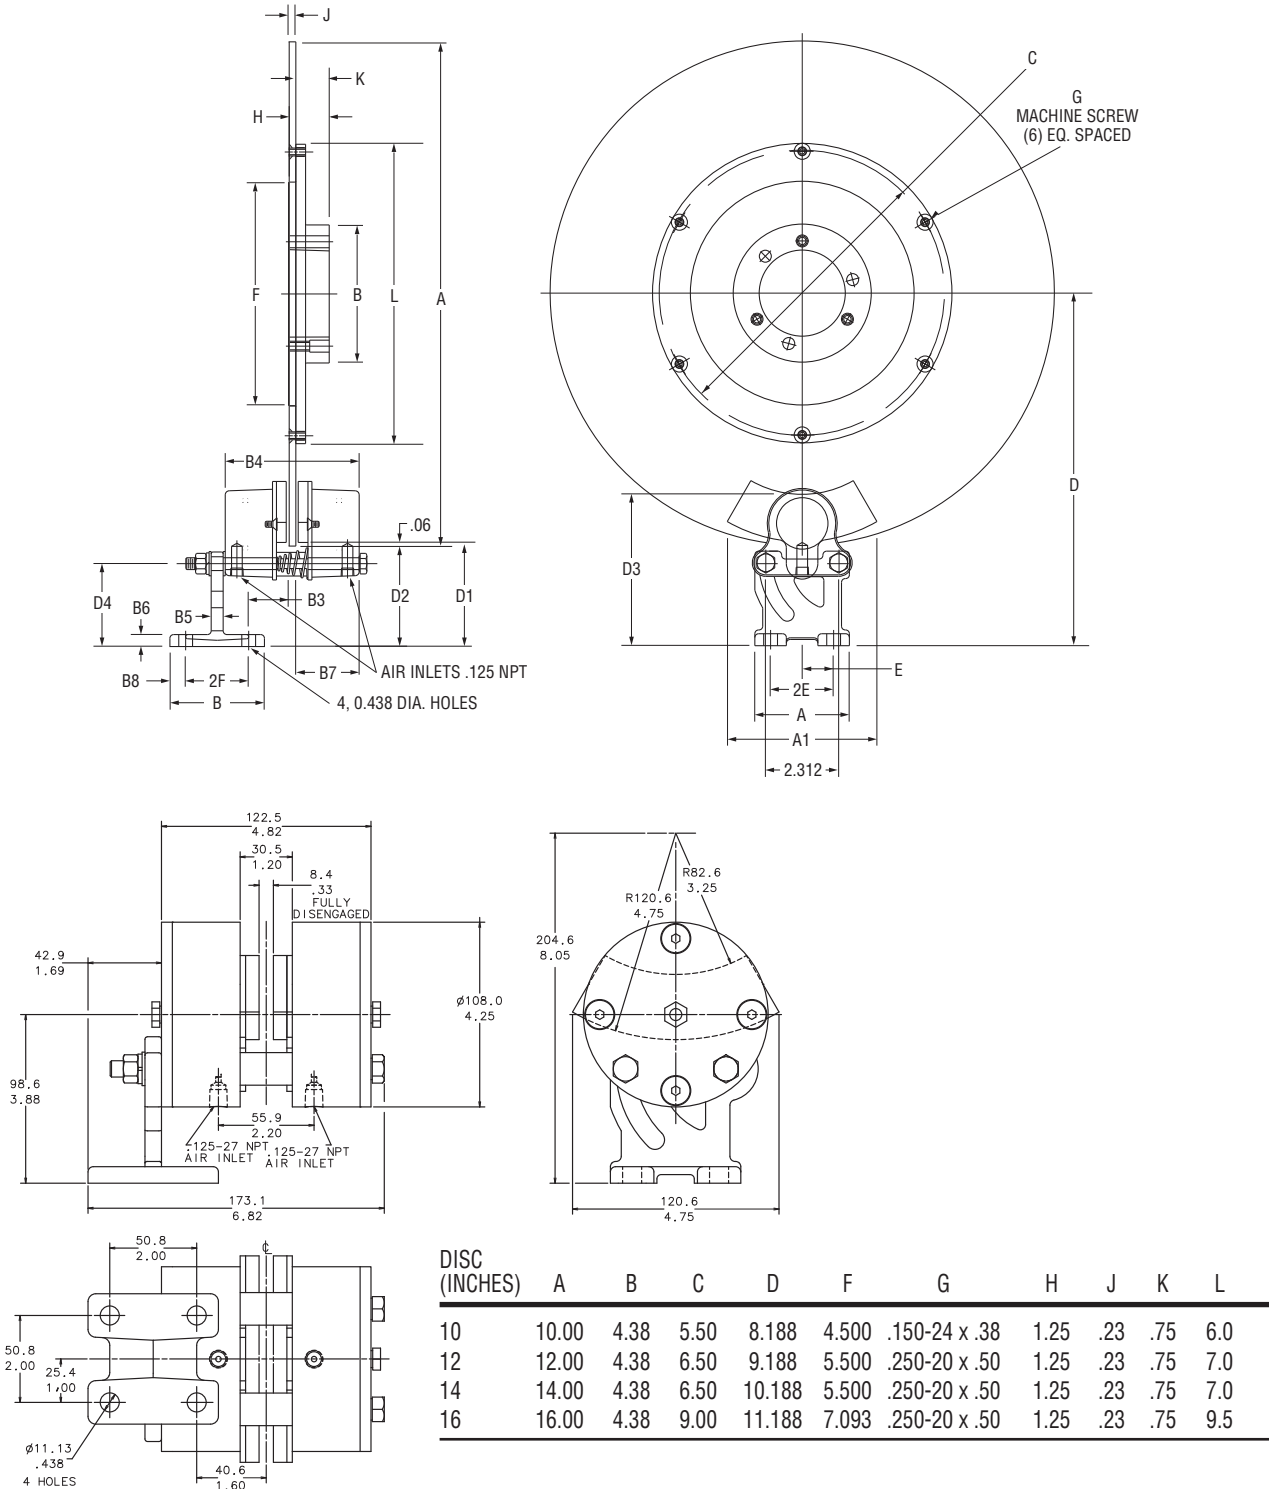 J
K
H
F
B
L
A
B4
.06
D4
B6
B5
B3
D2
D1
B8
2F
B7
B
AIR INLETS .125 NPT
4, 0.438 DIA. HOLES
C
G
MACHINE SCREW
(6) EQ. SPACED
D
D3
E
2E
A
A1
2.312
122.5
4.82
30.5
1.20
8.4
.33
FULLY
DISENGAGED
42.9
1.69
Ø108.0
4.25
98.6
3.88
55.9
2.20
.125-27 NPT
AIR INLET
.125-27 NPT
AIR INLET
173.1
6.82
R82.6
3.25
R120.6
4.75
204.6
8.05
120.6
4.75
50.8
2.00
℄
50.8
2.00
25.4
1.00
Ø11.13
.438
4 HOLES
40.6
1.60
DISC
(INCHES) A B C D F G H J K L
10 10.00 4.38 5.50 8.188 4.500 .150-24 x .38 1.25 .23 .75 6.0
12 12.00 4.38 6.50 9.188 5.500 .250-20 x .50 1.25 .23 .75 7.0
14 14.00 4.38 6.50 10.188 5.500 .250-20 x .50 1.25 .23 .75 7.0
16 16.00 4.38 9.00 11.188 7.093 .250-20 x .50 1.25 .23 .75 9.5